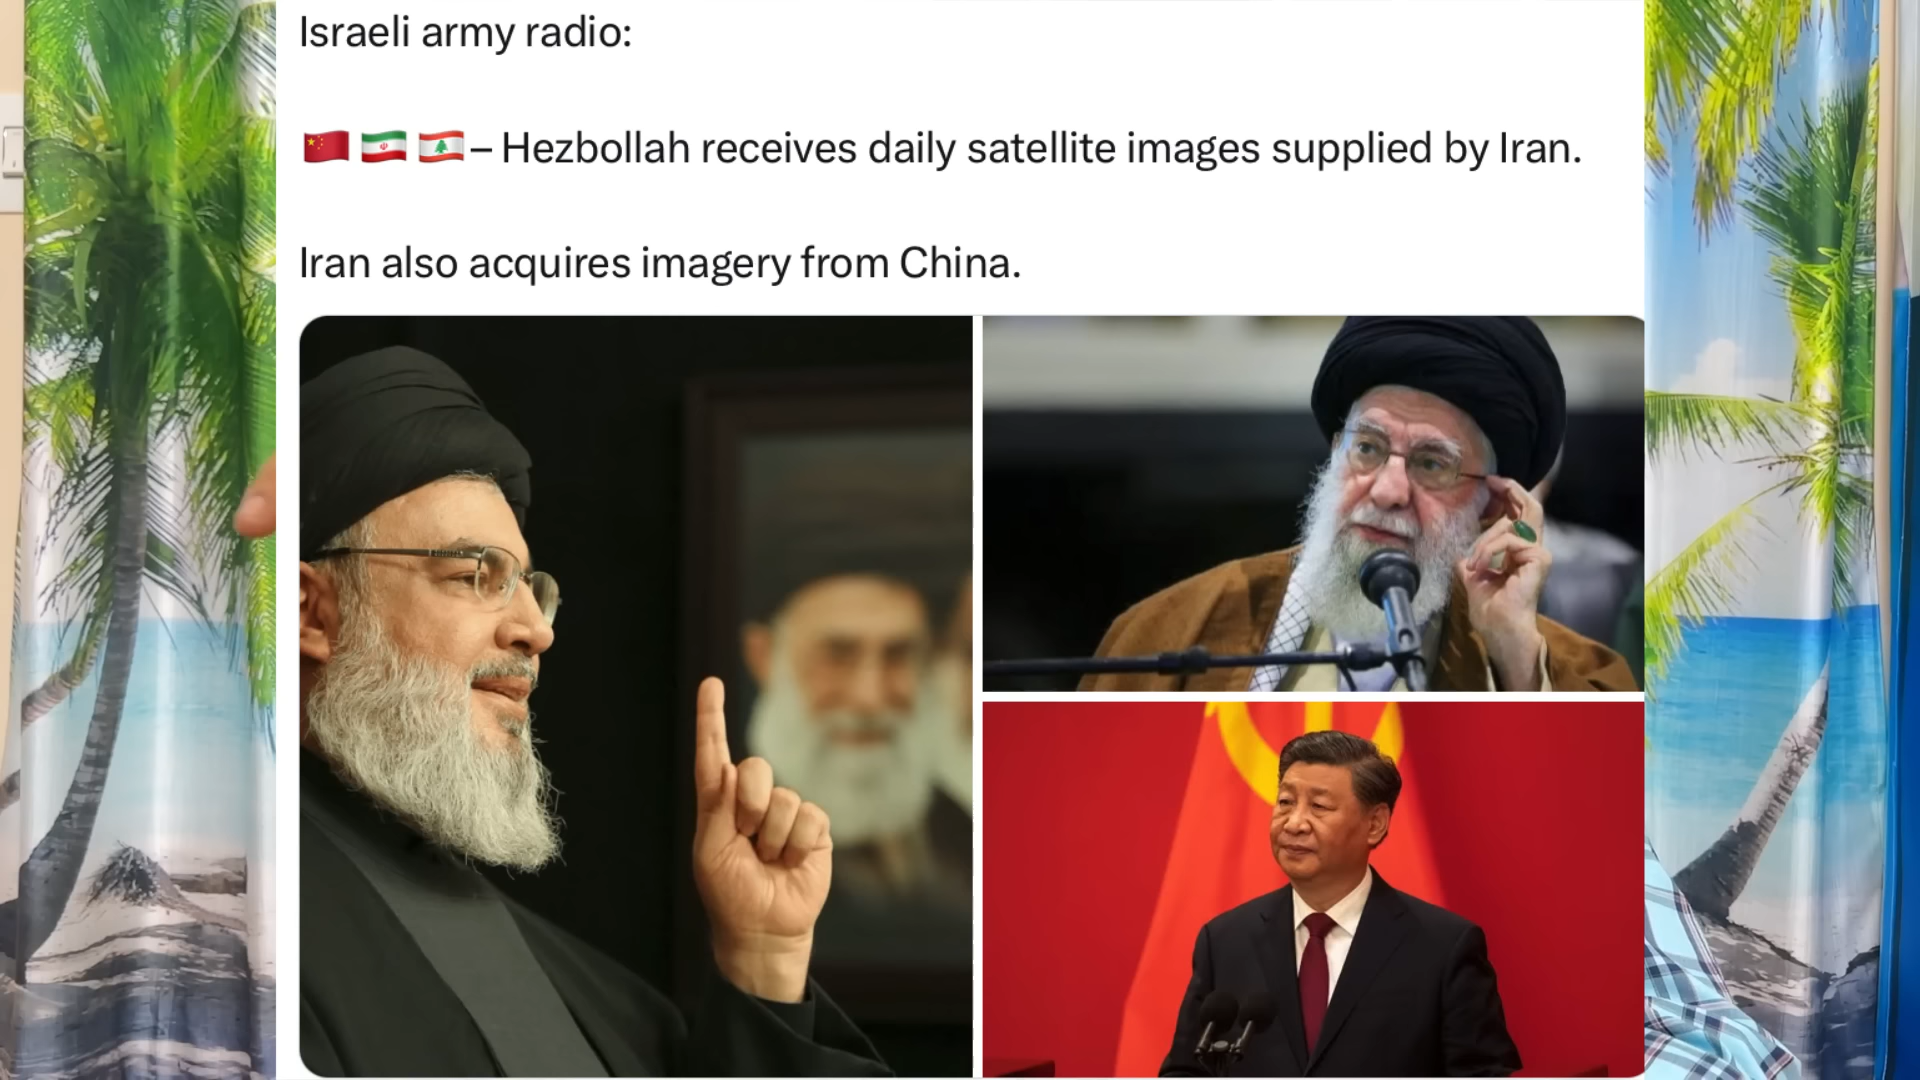 Israeli army radio:
🇨🇳 🇮🇷 🇱🇧 – Hezbollah receives daily satellite images supplied by Iran.
Iran also acquires imagery from China.